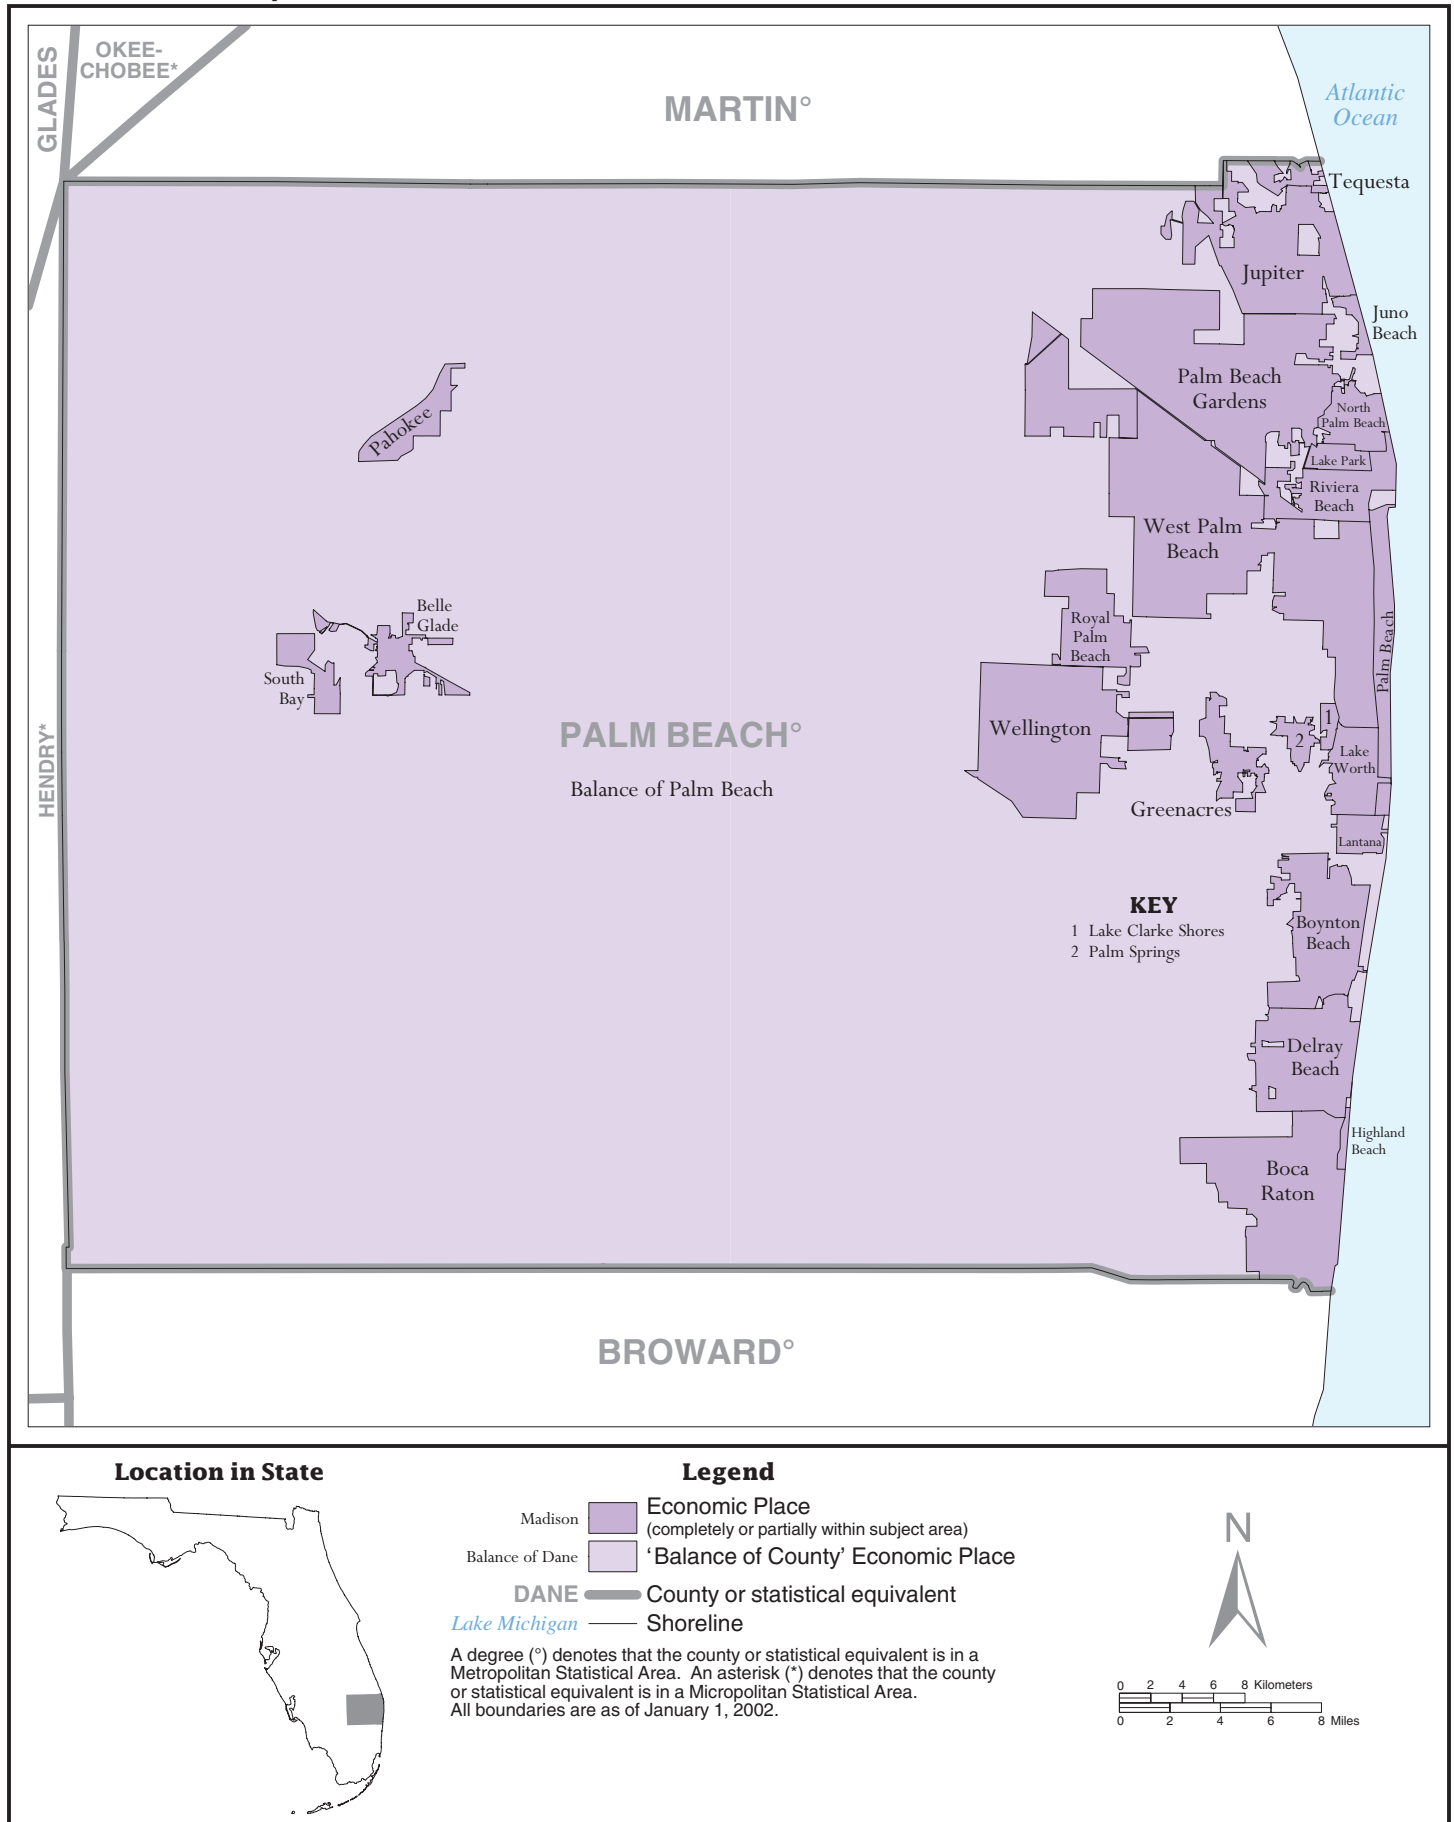 GLADES
OKEE-
CHOBEE*
MARTIN°
Atlantic
Ocean
Tequesta
Jupiter
Juno
Beach
Palm Beach
Gardens
North
Palm Beach
Lake Park
Riviera
Beach
Pahokee
West Palm
Beach
Belle
Glade
South
Bay
Royal
Palm
Beach
Palm Beach
Wellington
PALM BEACH°
Balance of Palm Beach
HENDRY*
1
2
Lake
Worth
Greenacres
Lantana
KEY
1 Lake Clarke Shores
2 Palm Springs
Boynton
Beach
Delray
Beach
Highland
Beach
Boca
Raton
BROWARD°
Location in State
Legend
Madison
Economic Place
(completely or partially within subject area)
Balance of Dane
‘Balance of County’ Economic Place
DANE
County or statistical equivalent
Lake Michigan
Shoreline
A degree (°) denotes that the county or statistical equivalent is in a
Metropolitan Statistical Area. An asterisk (*) denotes that the county
or statistical equivalent is in a Micropolitan Statistical Area.
All boundaries are as of January 1, 2002.
N
0 2 4 6 8 Kilometers
0 2 4 6 8 Miles